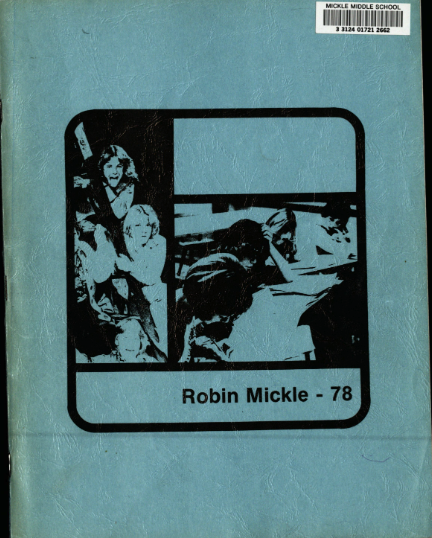 MICKLE MIDDLE SCHOOL
3 3124 01721 2662
Robin Mickle - 78